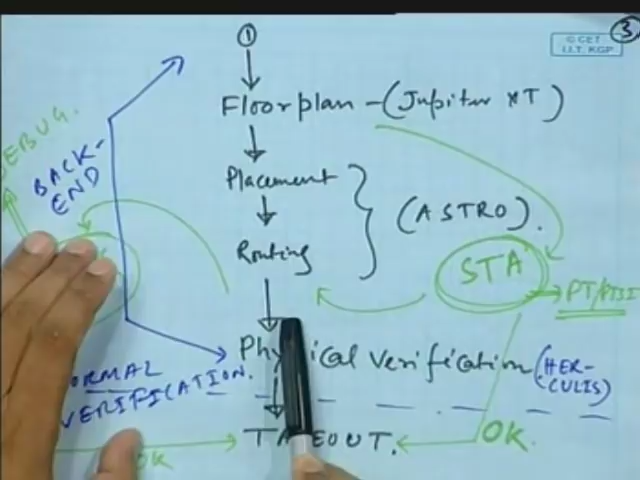 3
© CET
I.I.T. KGP
1
Floorplan - (Jupiter XT)
DEBUG.
BACK-
END
Placement
(ASTRO).
Routing
STA
PT/PTSI
Physical Verification (HER-
CULIS)
FORMAL
VERIFICATION.
TAPEOUT.
OK
OK.